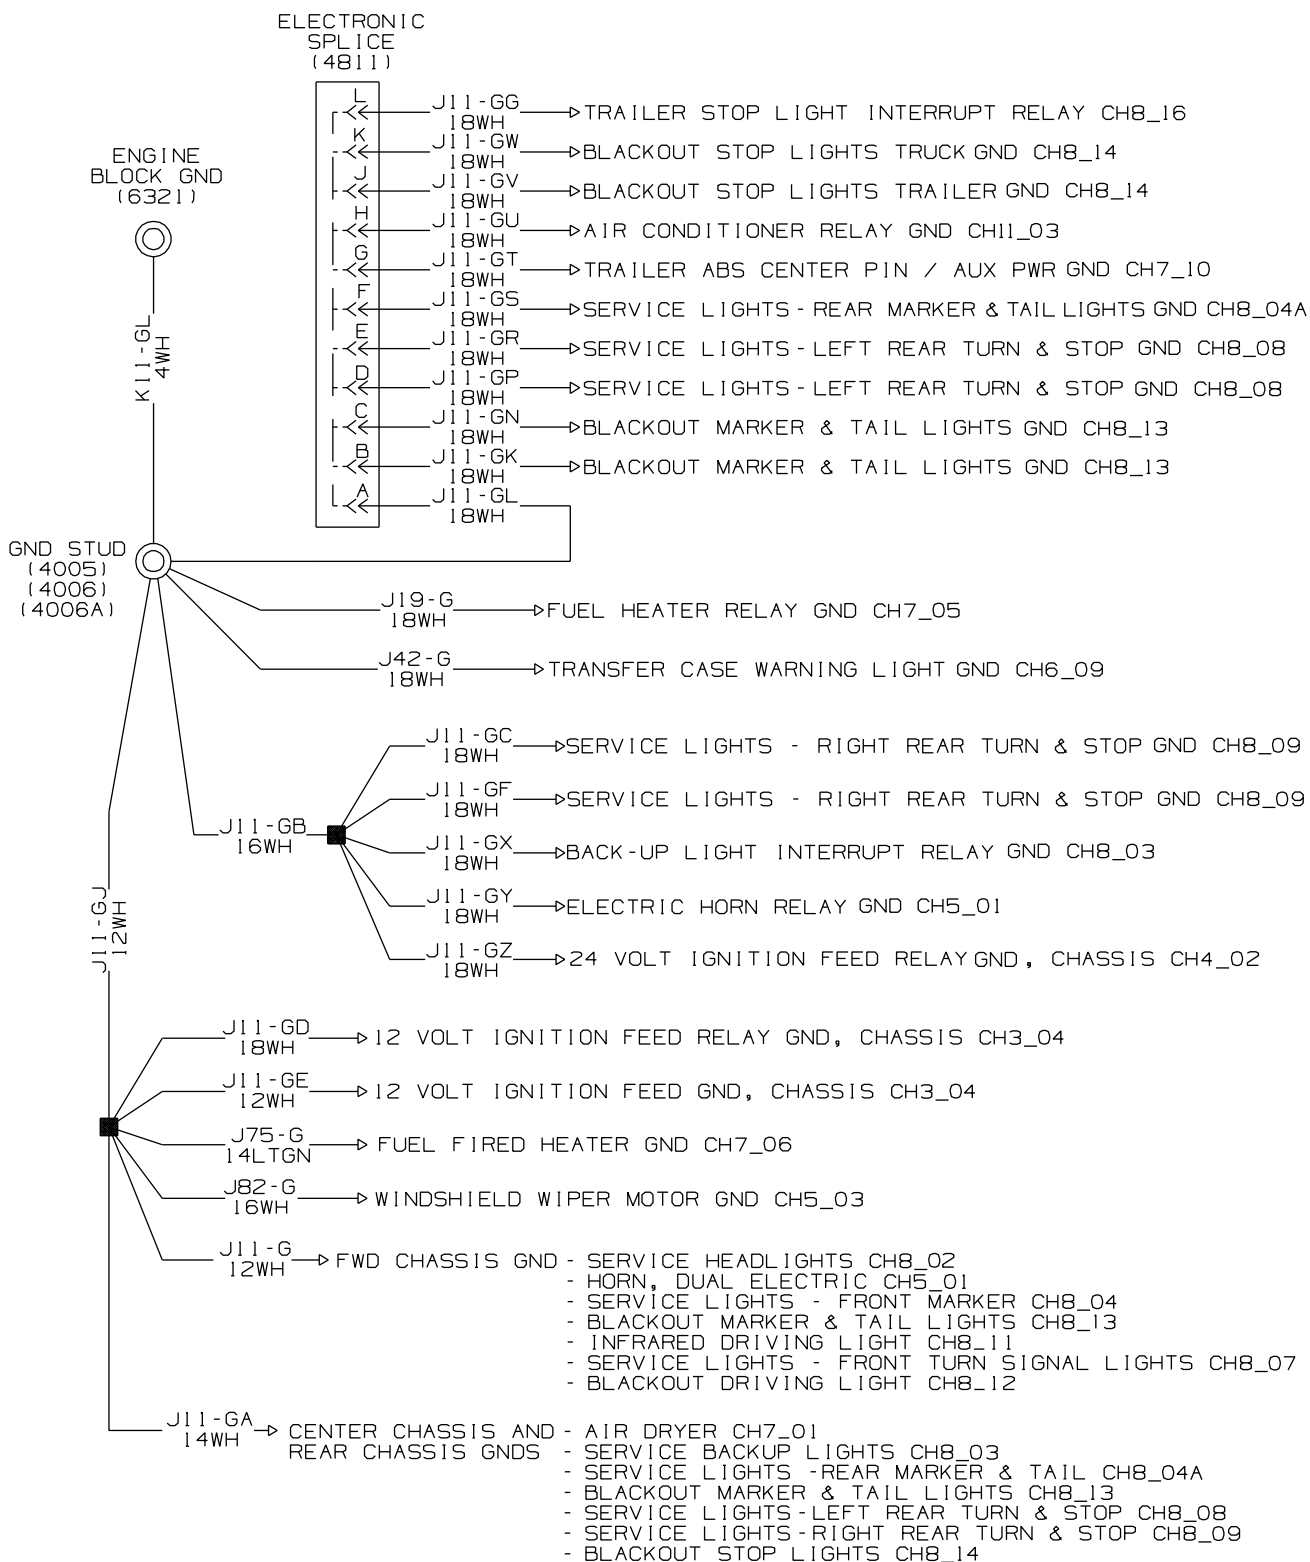 ELECTRONIC
SPLICE
(4811)
L
J11-GG
18WH
TRAILER STOP LIGHT INTERRUPT RELAY CH8_16
K
J11-GW
18WH
BLACKOUT STOP LIGHTS TRUCK GND CH8_14
J
J11-GV
18WH
BLACKOUT STOP LIGHTS TRAILER GND CH8_14
H
J11-GU
18WH
AIR CONDITIONER RELAY GND CH11_03
G
J11-GT
18WH
TRAILER ABS CENTER PIN / AUX PWR GND CH7_10
F
J11-GS
18WH
SERVICE LIGHTS - REAR MARKER & TAIL LIGHTS GND CH8_04A
E
J11-GR
18WH
SERVICE LIGHTS - LEFT REAR TURN & STOP GND CH8_08
D
J11-GP
18WH
SERVICE LIGHTS - LEFT REAR TURN & STOP GND CH8_08
C
J11-GN
18WH
BLACKOUT MARKER & TAIL LIGHTS GND CH8_13
B
J11-GK
18WH
BLACKOUT MARKER & TAIL LIGHTS GND CH8_13
A
J11-GL
18WH
ENGINE
BLOCK GND
(6321)
K11-GL
4WH
GND STUD
(4005)
(4006)
(4006A)
J19-G
18WH
FUEL HEATER RELAY GND CH7_05
J42-G
18WH
TRANSFER CASE WARNING LIGHT GND CH6_09
J11-GB
16WH
J11-GC
18WH
SERVICE LIGHTS - RIGHT REAR TURN & STOP GND CH8_09
J11-GF
18WH
SERVICE LIGHTS - RIGHT REAR TURN & STOP GND CH8_09
J11-GX
18WH
BACK-UP LIGHT INTERRUPT RELAY GND CH8_03
J11-GY
18WH
ELECTRIC HORN RELAY GND CH5_01
J11-GZ
18WH
24 VOLT IGNITION FEED RELAY GND, CHASSIS CH4_02
J11-GJ
12WH
J11-GD
18WH
12 VOLT IGNITION FEED RELAY GND, CHASSIS CH3_04
J11-GE
12WH
12 VOLT IGNITION FEED GND, CHASSIS CH3_04
J75-G
14LTGN
FUEL FIRED HEATER GND CH7_06
J82-G
16WH
WINDSHIELD WIPER MOTOR GND CH5_03
J11-G
12WH
FWD CHASSIS GND - SERVICE HEADLIGHTS CH8_02
- HORN, DUAL ELECTRIC CH5_01
- SERVICE LIGHTS - FRONT MARKER CH8_04
- BLACKOUT MARKER & TAIL LIGHTS CH8_13
- INFRARED DRIVING LIGHT CH8_11
- SERVICE LIGHTS - FRONT TURN SIGNAL LIGHTS CH8_07
- BLACKOUT DRIVING LIGHT CH8_12
J11-GA
14WH
CENTER CHASSIS AND - AIR DRYER CH7_01
REAR CHASSIS GNDS - SERVICE BACKUP LIGHTS CH8_03
- SERVICE LIGHTS -REAR MARKER & TAIL CH8_04A
- BLACKOUT MARKER & TAIL LIGHTS CH8_13
- SERVICE LIGHTS - LEFT REAR TURN & STOP CH8_08
- SERVICE LIGHTS - RIGHT REAR TURN & STOP CH8_09
- BLACKOUT STOP LIGHTS CH8_14